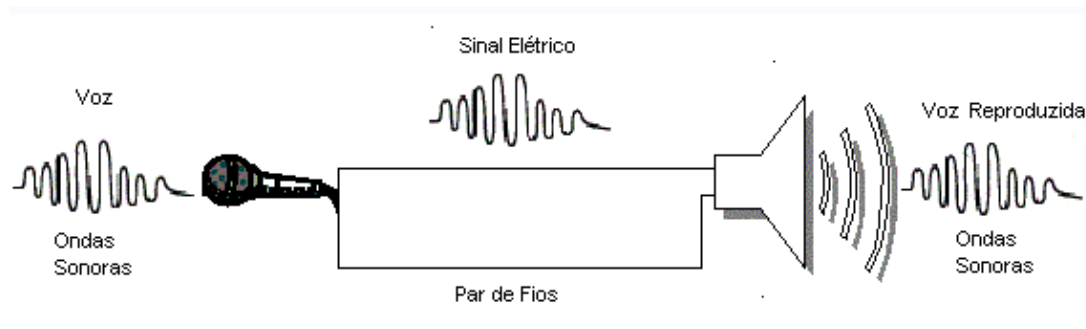 Sinal Elétrico
Voz
Voz Reproduzida
Ondas
Sonoras
Ondas
Sonoras
Par de Fios